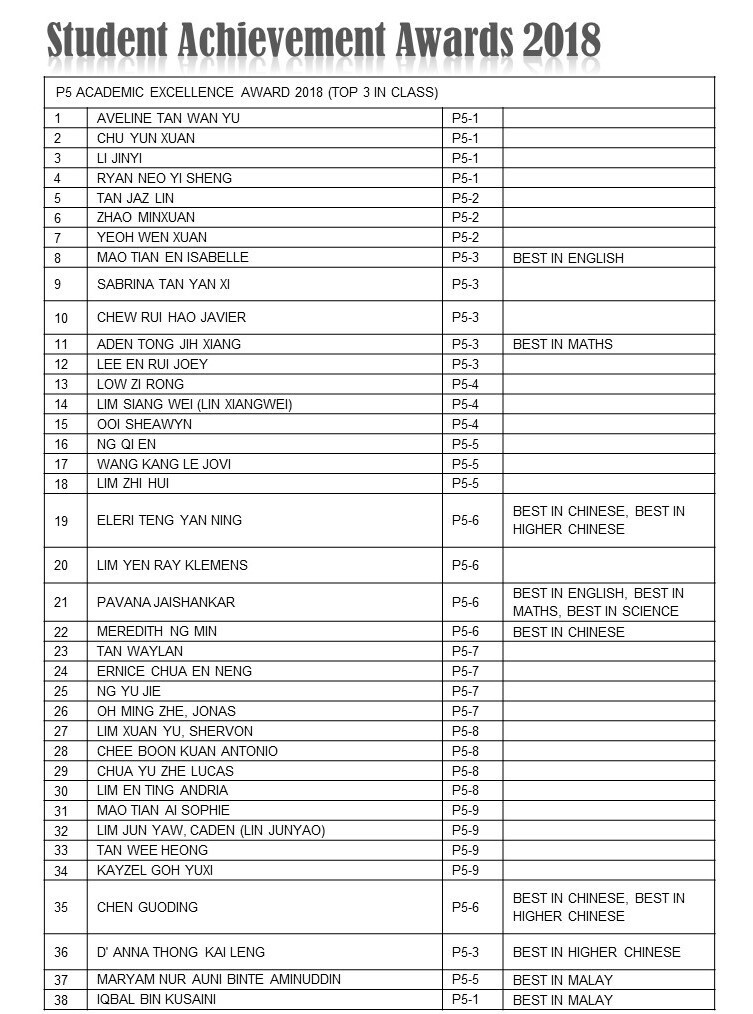 Student Achievement Awards 2018
P5 ACADEMIC EXCELLENCE AWARD 2018 (TOP 3 IN CLASS)
1 AVELINE TAN WAN YU P5-1
2 CHU YUN XUAN P5-1
3 LI JINYI P5-1
4 RYAN NEO YI SHENG P5-1
5 TAN JAZ LIN P5-2
6 ZHAO MINXUAN P5-2
7 YEOH WEN XUAN P5-2
8 MAO TIAN EN ISABELLE P5-3 BEST IN ENGLISH
9 SABRINA TAN YAN XI P5-3
10 CHEW RUI HAO JAVIER P5-3
11 ADEN TONG JIH XIANG P5-3 BEST IN MATHS
12 LEE EN RUI JOEY P5-3
13 LOW ZI RONG P5-4
14 LIM SIANG WEI (LIN XIANGWEI) P5-4
15 OOI SHEAWYN P5-4
16 NG QI EN P5-5
17 WANG KANG LE JOVI P5-5
18 LIM ZHI HUI P5-5
19 ELERI TENG YAN NING P5-6 BEST IN CHINESE, BEST IN
HIGHER CHINESE
20 LIM YEN RAY KLEMENS P5-6
21 PAVANA JAISHANKAR P5-6 BEST IN ENGLISH, BEST IN
MATHS, BEST IN SCIENCE
22 MEREDITH NG MIN P5-6 BEST IN CHINESE
23 TAN WAYLAN P5-7
24 ERNICE CHUA EN NENG P5-7
25 NG YU JIE P5-7
26 OH MING ZHE, JONAS P5-7
27 LIM XUAN YU, SHERVON P5-8
28 CHEE BOON KUAN ANTONIO P5-8
29 CHUA YU ZHE LUCAS P5-8
30 LIM EN TING ANDRIA P5-8
31 MAO TIAN AI SOPHIE P5-9
32 LIM JUN YAW, CADEN (LIN JUNYAO) P5-9
33 TAN WEE HEONG P5-9
34 KAYZEL GOH YUXI P5-9
35 CHEN GUODING P5-6 BEST IN CHINESE, BEST IN
HIGHER CHINESE
36 D' ANNA THONG KAI LENG P5-3 BEST IN HIGHER CHINESE
37 MARYAM NUR AUNI BINTE AMINUDDIN P5-5 BEST IN MALAY
38 IQBAL BIN KUSAINI P5-1 BEST IN MALAY